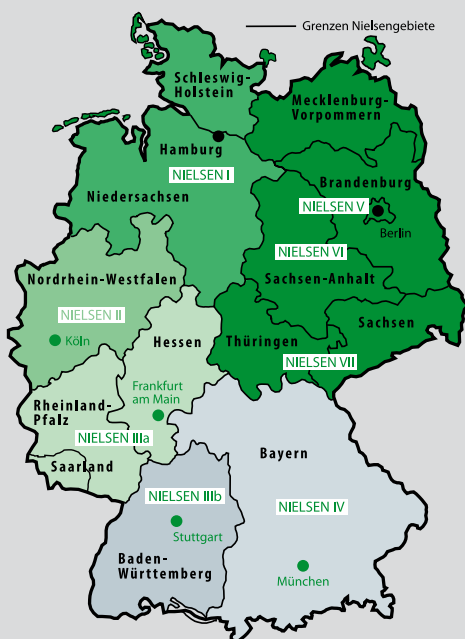 Grenzen Nielsengebiete
Schleswig-
Holstein
Mecklenburg-
Vorpommern
Hamburg
NIELSEN I
Niedersachsen
Brandenburg
NIELSEN V
Berlin
NIELSEN VI
Sachsen-Anhalt
Nordrhein-Westfalen
NIELSEN II
Köln
Hessen
Thüringen
Sachsen
NIELSEN VII
Frankfurt
am Main
Rheinland-
Pfalz
NIELSEN IIIa
Saarland
Bayern
NIELSEN IIIb
NIELSEN IV
Stuttgart
Baden-
Württemberg
München